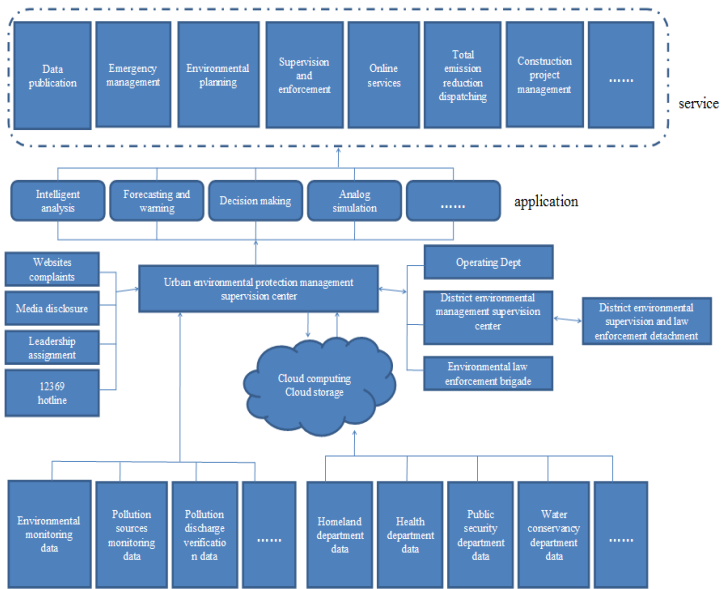 Data
publication
Emergency
management
Environmental
planning
Supervision
and
enforcement
Online
services
Total
emission
reduction
dispatching
Construction
project
management
......
service
Intelligent
analysis
Forecasting and
warning
Decision making
Analog
simulation
......
application
Websites
complaints
Media disclosure
Leadership
assignment
12369
hotline
Urban environmental protection management
supervision center
Operating Dept
District environmental
management supervision
center
Environmental law
enforcement brigade
District environmental
supervision and law
enforcement detachment
Cloud computing
Cloud storage
Environmental
monitoring
data
Pollution
sources
monitoring
data
Pollution
discharge
verificatio
n data
......
Homeland
department
data
Health
department
data
Public
security
department
data
Water
conservancy
department
data
......